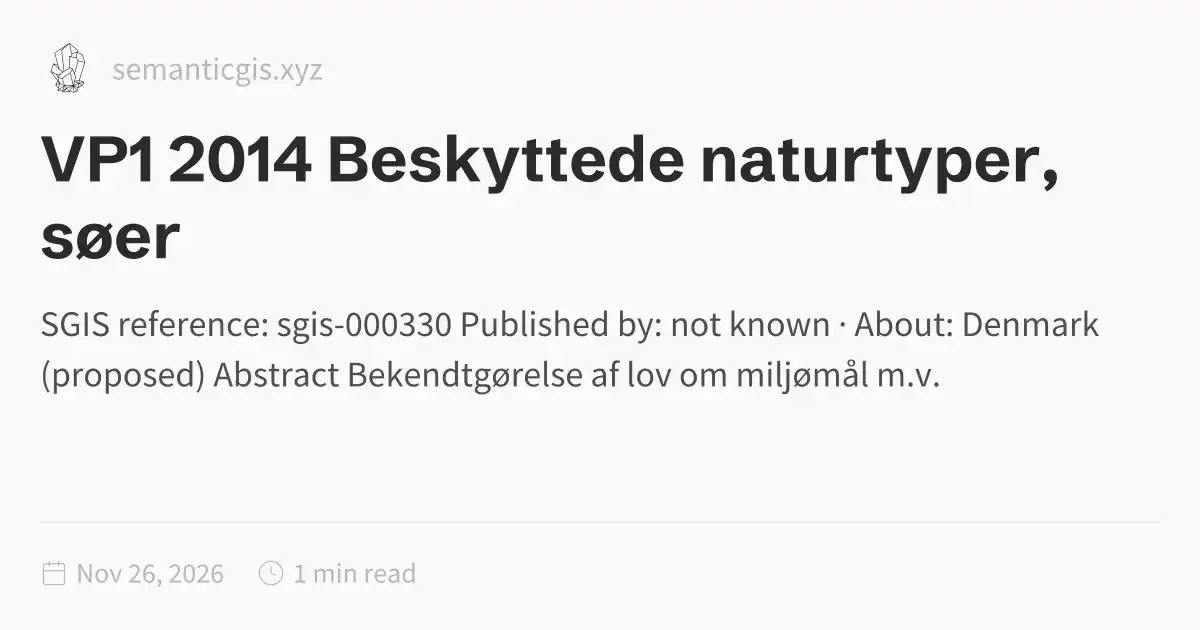 semanticgis.xyz
VP1 2014 Beskyttede naturtyper,
søer
SGIS reference: sgis-000330 Published by: not known · About: Denmark
(proposed) Abstract Bekendtgørelse af lov om miljømål m.v.
Nov 26, 2026 1 min read